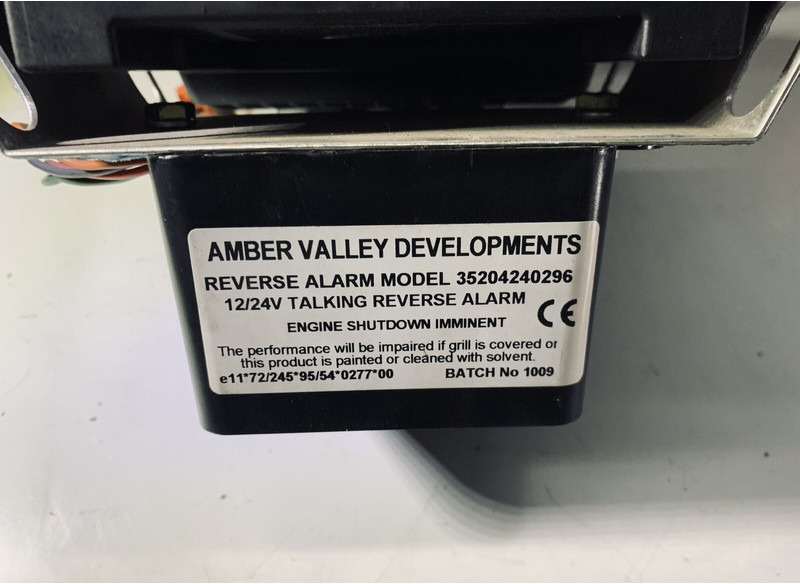 AMBER VALLEY DEVELOPMENTS
REVERSE ALARM MODEL 35204240296
12/24V TALKING REVERSE ALARM
CE
ENGINE SHUTDOWN IMMINENT
The performance will be impaired if grill is covered or
this product is painted or cleaned with solvent.
e11*72/245*95/54*0277*00 BATCH No 1009